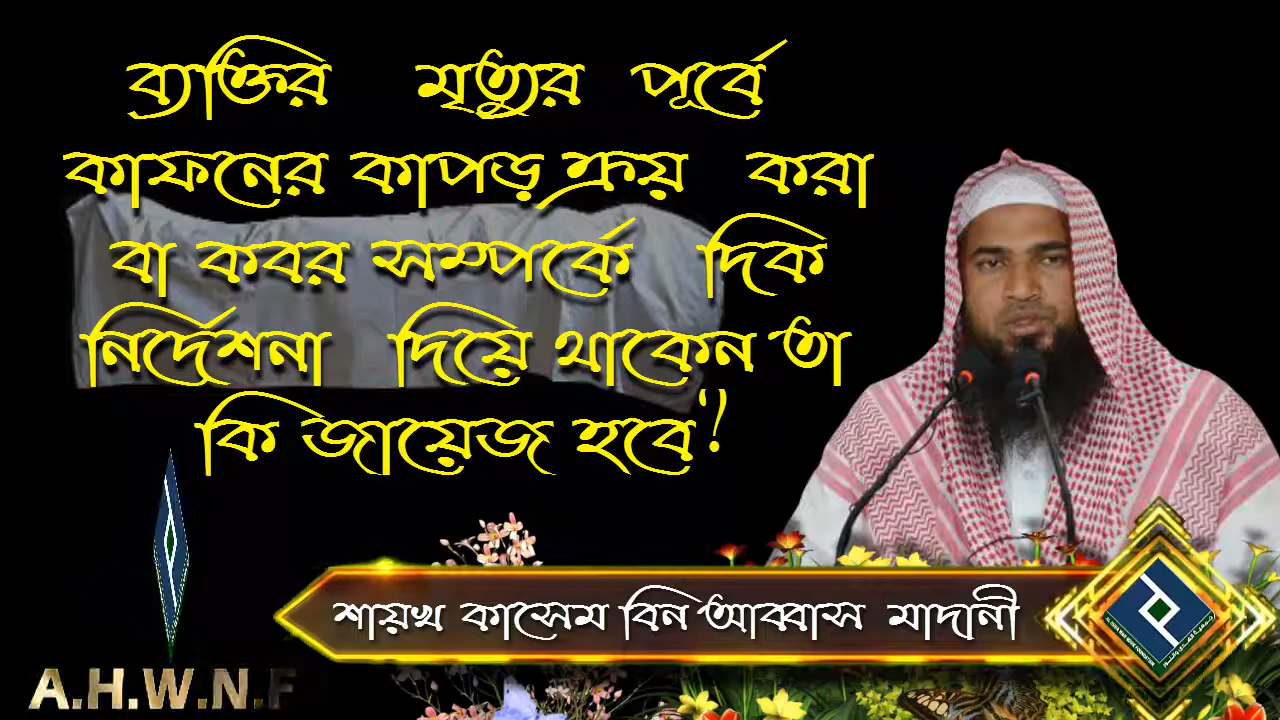 ব্যক্তির মৃত্যুর পূর্বে
কাফনের কাপড় ক্রয় করা
বা কবর সম্পর্কে দিক
নির্দেশনা দিয়ে থাকেন তা
কি জায়েজ হবে?
শায়খ কাসেম বিন আব্বাস মাদানী
A.H.W.N.F